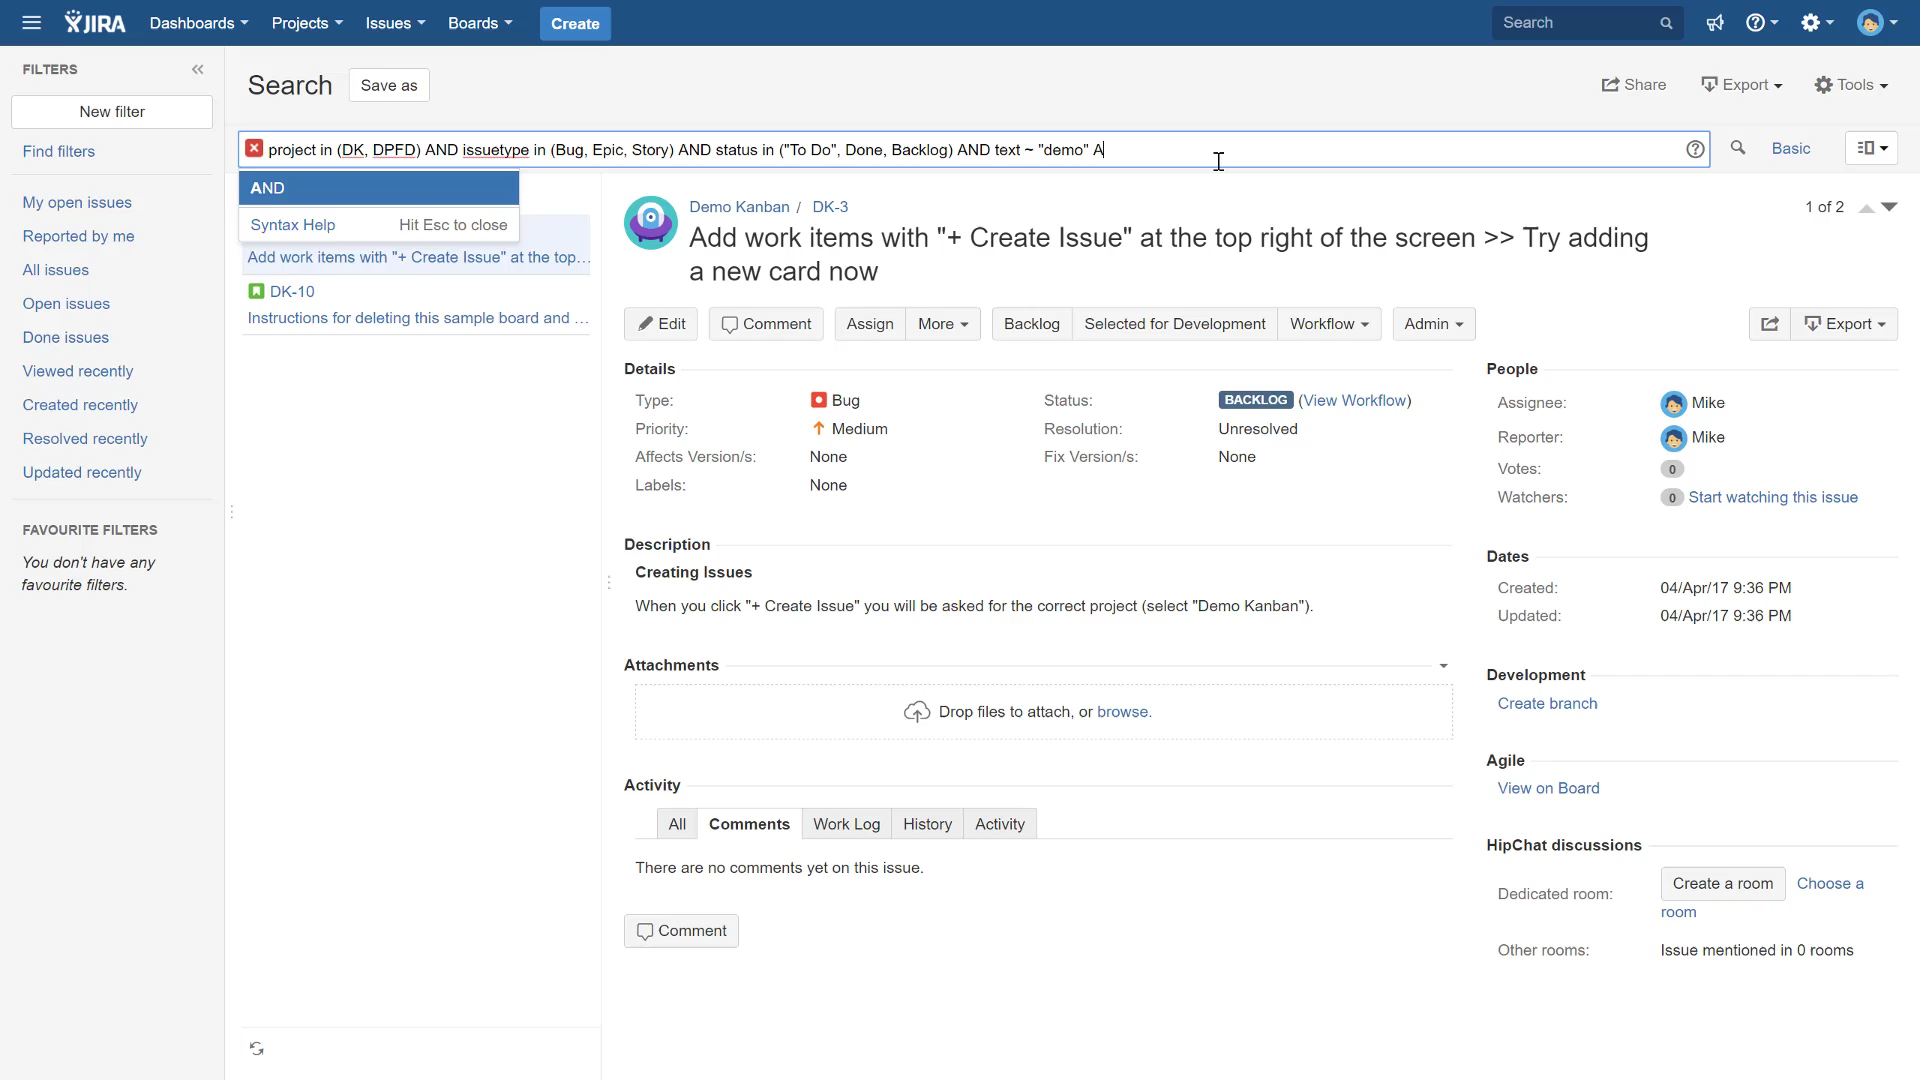 JIRA Dashboards Projects Issues Boards Create Search
FILTERS
New filter
Find filters
My open issues
Reported by me
All issues
Open issues
Done issues
Viewed recently
Created recently
Resolved recently
Updated recently
FAVOURITE FILTERS
You don't have any
favourite filters.
Search Save as Share Export Tools
project in (DK, DPFD) AND issuetype in (Bug, Epic, Story) AND status in ("To Do", Done, Backlog) AND text ~ "demo" A
Basic
AND
Syntax Help Hit Esc to close
Add work items with "+ Create Issue" at the top...
DK-10
Instructions for deleting this sample board and ...
Demo Kanban / DK-3
1 of 2
Add work items with "+ Create Issue" at the top right of the screen >> Try adding
a new card now
Edit Comment Assign More Backlog Selected for Development Workflow Admin Export
Details
Type: Bug
Status: BACKLOG (View Workflow)
Priority: Medium
Resolution: Unresolved
Affects Version/s: None
Fix Version/s: None
Labels: None
Description
Creating Issues
When you click "+ Create Issue" you will be asked for the correct project (select "Demo Kanban").
Attachments
Drop files to attach, or browse.
Activity
All Comments Work Log History Activity
There are no comments yet on this issue.
Comment
People
Assignee: Mike
Reporter: Mike
Votes: 0
Watchers: 0 Start watching this issue
Dates
Created: 04/Apr/17 9:36 PM
Updated: 04/Apr/17 9:36 PM
Development
Create branch
Agile
View on Board
HipChat discussions
Dedicated room: Create a room Choose a
room
Other rooms: Issue mentioned in 0 rooms